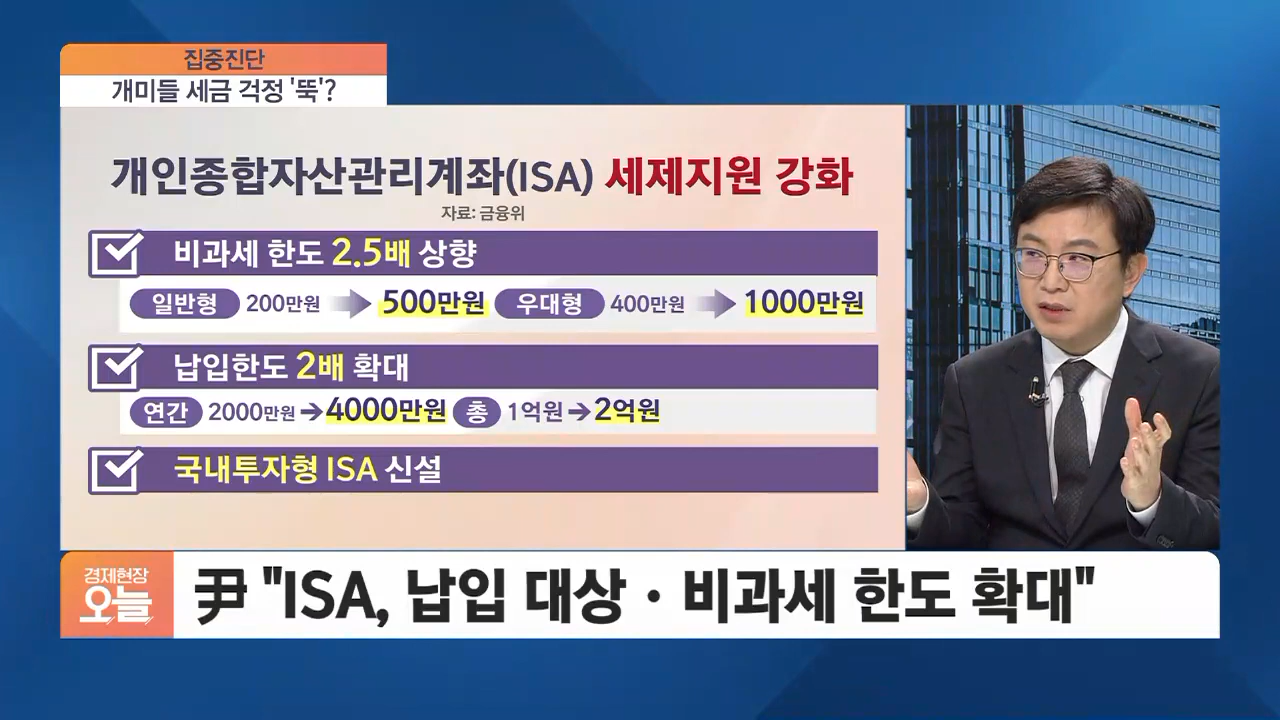 집중진단
개미들 세금 걱정 '뚝'?
개인종합자산관리계좌(ISA) 세제지원 강화
자료: 금융위
비과세 한도 2.5배 상향
일반형 200만원 500만원 우대형 400만원 1000만원
납입한도 2배 확대
연간 2000만원 4000만원 총 1억원 2억원
국내투자형 ISA 신설
경제현장
오늘
尹 "ISA, 납입 대상·비과세 한도 확대"